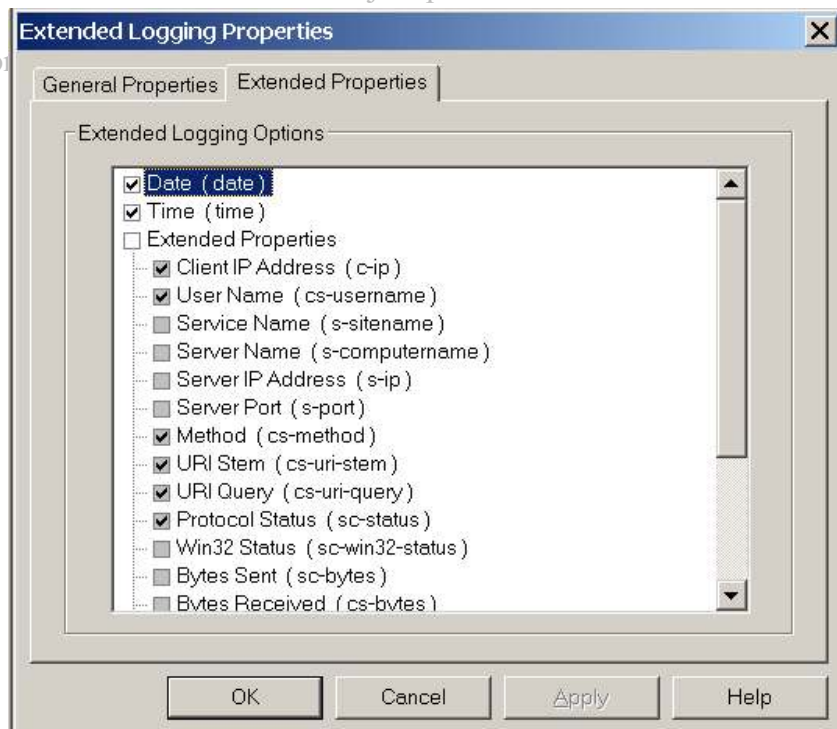 Extended Logging Properties
General Properties Extended Properties
Extended Logging Options
Date ( date )
Time ( time )
Extended Properties
Client IP Address ( c-ip )
User Name ( cs-username )
Service Name ( s-sitename )
Server Name ( s-computername )
Server IP Address ( s-ip )
Server Port ( s-port )
Method ( cs-method )
URI Stem ( cs-uri-stem )
URI Query ( cs-uri-query )
Protocol Status ( sc-status )
Win32 Status ( sc-win32-status )
Bytes Sent ( sc-bytes )
Bytes Received ( cs-bytes )
OK Cancel Apply Help